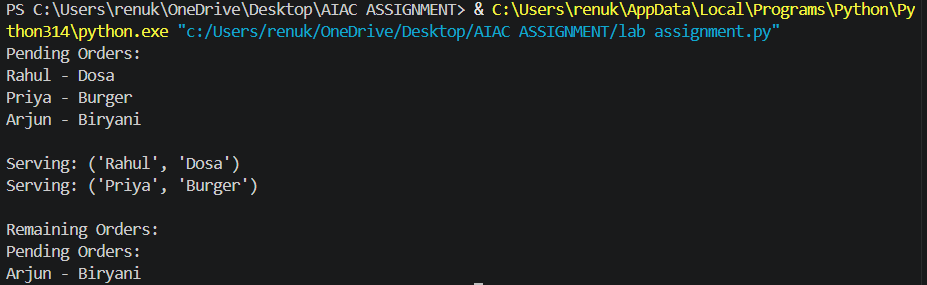 PS C:\Users\renuk\OneDrive\Desktop\AIAC ASSIGNMENT> & C:\Users\renuk\AppData\Local\Programs\Python\Py
thon314\python.exe "c:/Users/renuk/OneDrive/Desktop/AIAC ASSIGNMENT/lab assignment.py"
Pending Orders:
Rahul - Dosa
Priya - Burger
Arjun - Biryani

Serving: ('Rahul', 'Dosa')
Serving: ('Priya', 'Burger')

Remaining Orders:
Pending Orders:
Arjun - Biryani